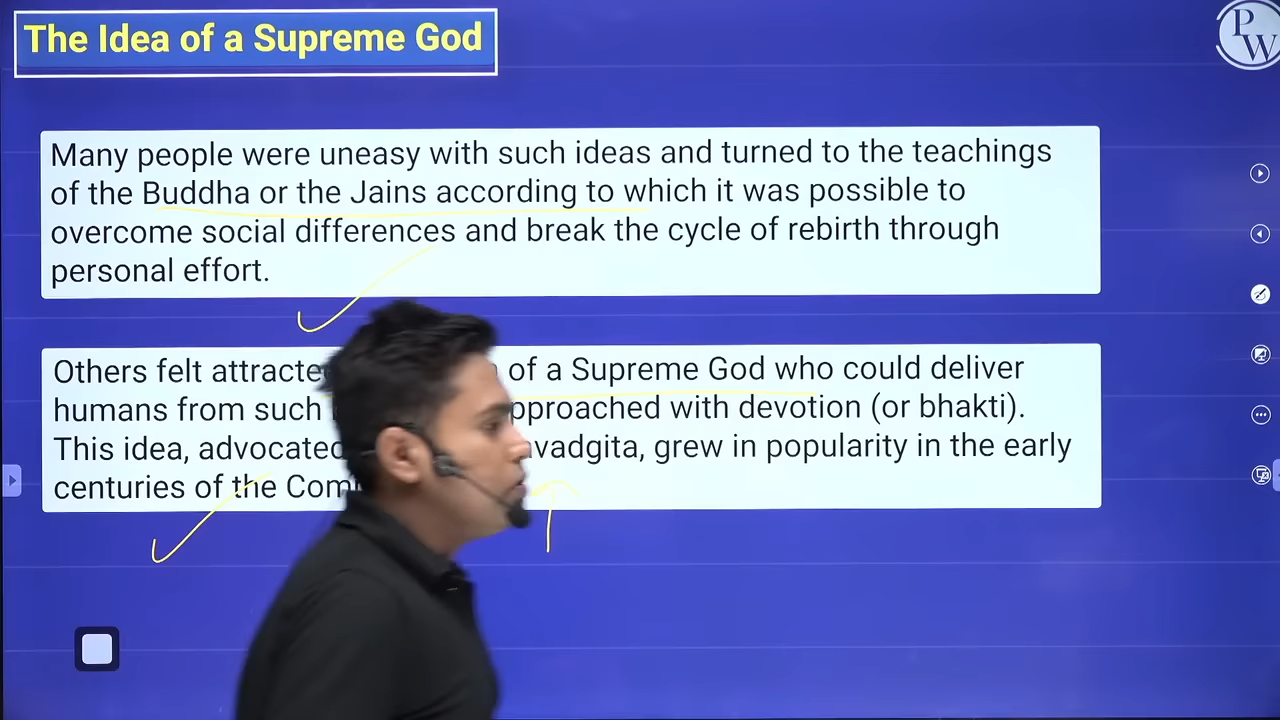 The Idea of a Supreme God
PW
Many people were uneasy with such ideas and turned to the teachings
of the Buddha or the Jains according to which it was possible to
overcome social differences and break the cycle of rebirth through
personal effort.
Others felt of a Supreme God who could deliver
humans from such approached with devotion (or bhakti).
This idea, advocated grew in popularity in the early
centuries of the